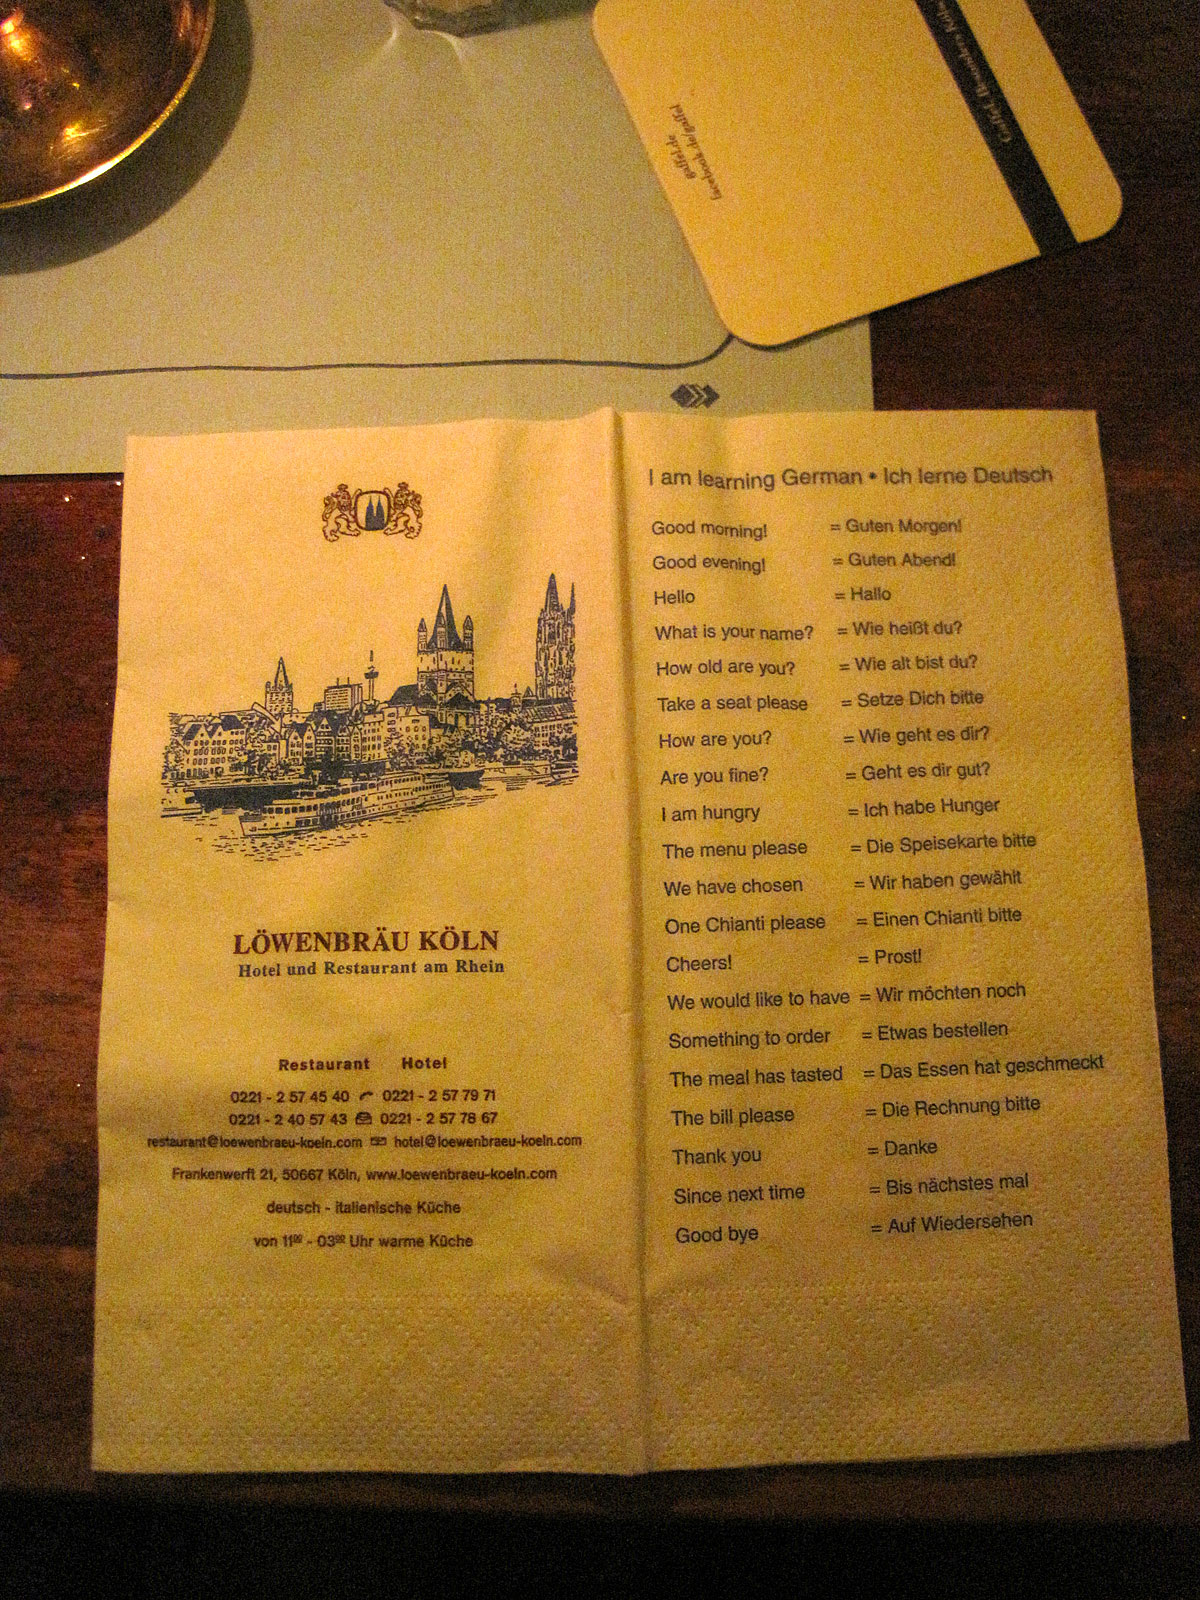 gaffel.de
facebook.de/gaffel
LÖWENBRÄU KÖLN
Hotel und Restaurant am Rhein
Restaurant Hotel
0221 - 2 57 45 40 0221 - 2 57 79 71
0221 - 2 40 57 43 0221 - 2 57 78 67
restaurant@loewenbraeu-koeln.com hotel@loewenbraeu-koeln.com
Frankenwerft 21, 50667 Köln, www.loewenbraeu-koeln.com
deutsch - italienische Küche
von 11⁰⁰ - 03⁰⁰ Uhr warme Küche
I am learning German • Ich lerne Deutsch
Good morning! = Guten Morgen!
Good evening! = Guten Abend!
Hello = Hallo
What is your name? = Wie heißt du?
How old are you? = Wie alt bist du?
Take a seat please = Setze Dich bitte
How are you? = Wie geht es dir?
Are you fine? = Geht es dir gut?
I am hungry = Ich habe Hunger
The menu please = Die Speisekarte bitte
We have chosen = Wir haben gewählt
One Chianti please = Einen Chianti bitte
Cheers! = Prost!
We would like to have = Wir möchten noch
Something to order = Etwas bestellen
The meal has tasted = Das Essen hat geschmeckt
The bill please = Die Rechnung bitte
Thank you = Danke
Since next time = Bis nächstes mal
Good bye = Auf Wiedersehen